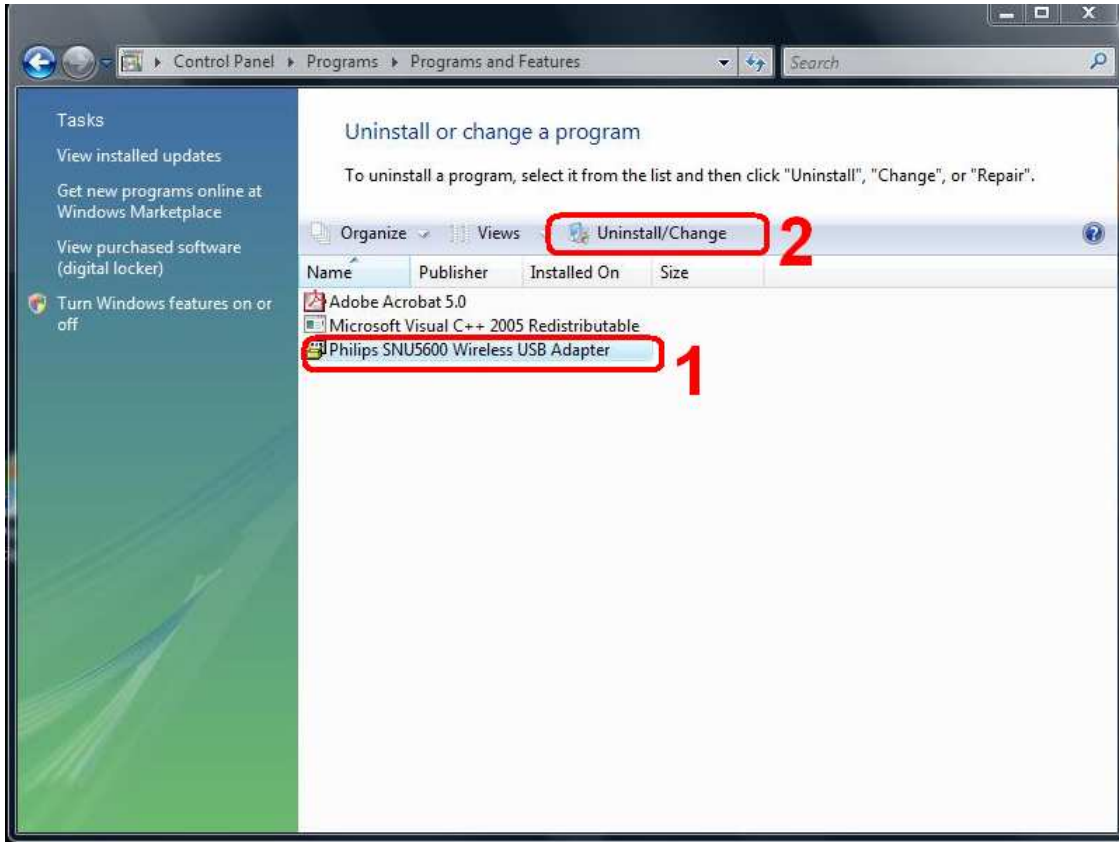 X
Control Panel Programs Programs and Features Search
Tasks
View installed updates
Get new programs online at
Windows Marketplace
View purchased software
(digital locker)
Turn Windows features on or
off
Uninstall or change a program
To uninstall a program, select it from the list and then click "Uninstall", "Change", or "Repair".
Organize Views Uninstall/Change 2 ?
Name Publisher Installed On Size
Adobe Acrobat 5.0
Microsoft Visual C++ 2005 Redistributable
Philips SNU5600 Wireless USB Adapter 1